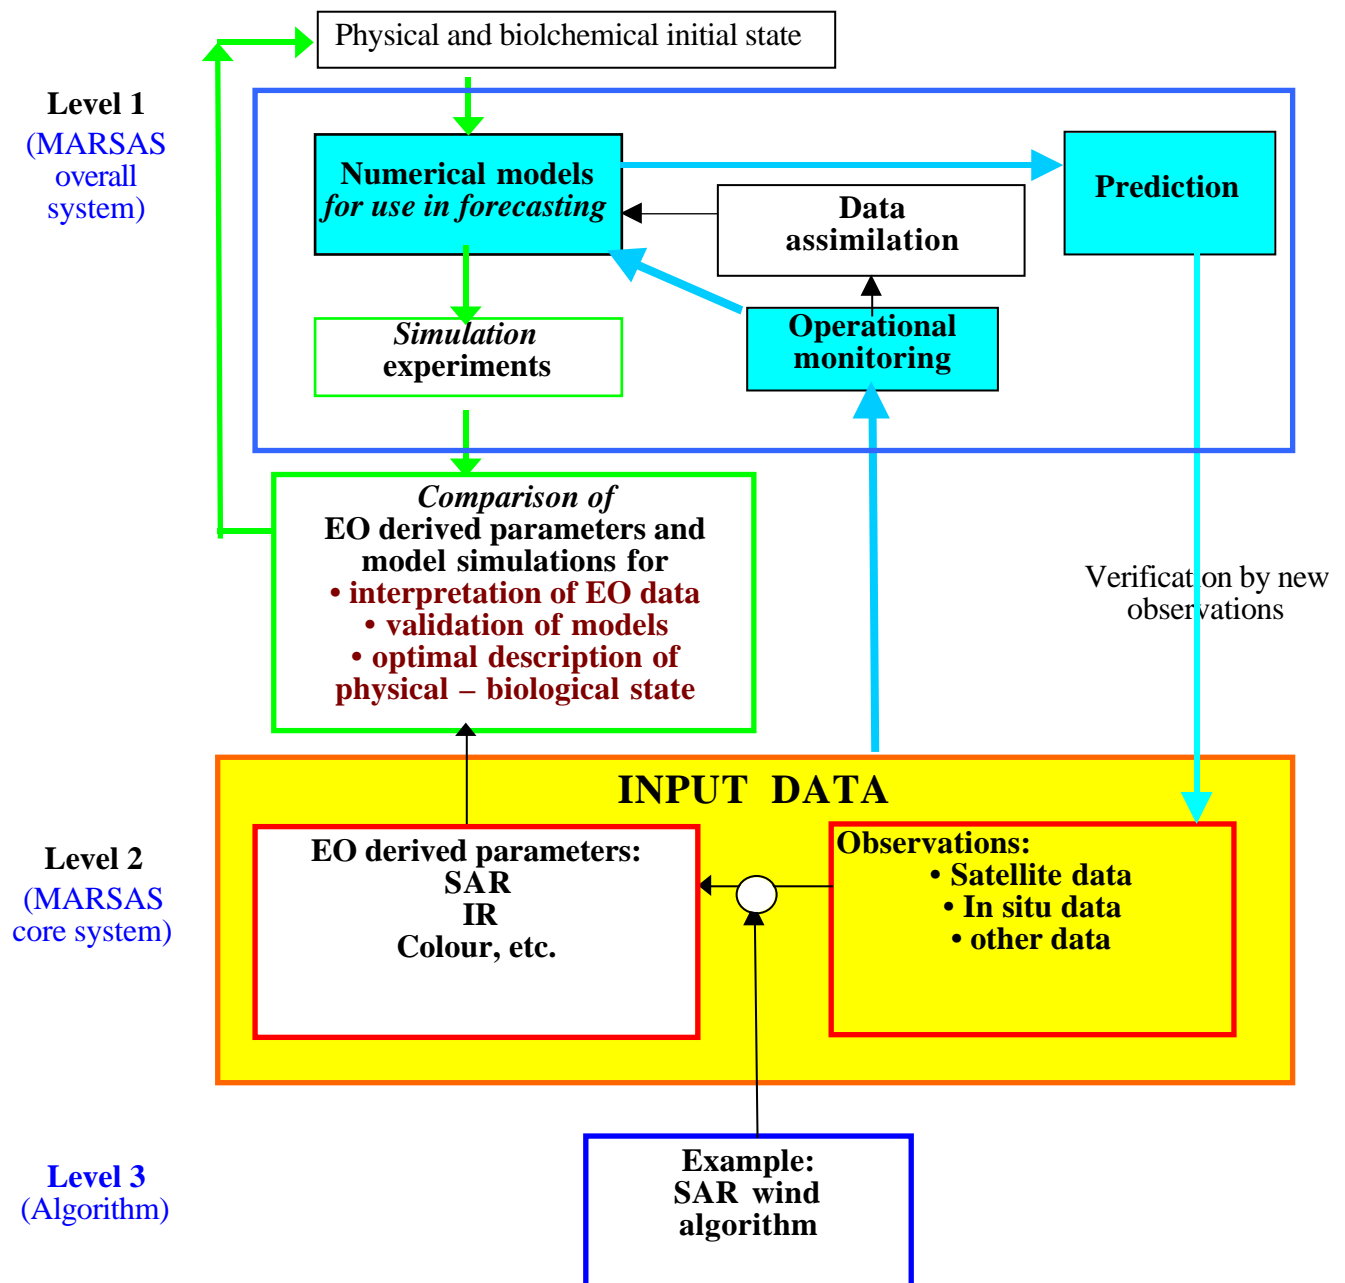 Physical and biolchemical initial state
Level 1
(MARSAS
overall
system)
Numerical models
for use in forecasting
Data
assimilation
Prediction
Simulation
experiments
Operational
monitoring
Comparison of
EO derived parameters and
model simulations for
• interpretation of EO data
• validation of models
• optimal description of
physical – biological state
Verification by new
observations
INPUT DATA
Level 2
(MARSAS
core system)
EO derived parameters:
SAR
IR
Colour, etc.
Observations:
• Satellite data
• In situ data
• other data
Level 3
(Algorithm)
Example:
SAR wind
algorithm